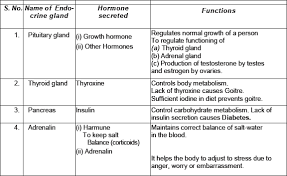 S. No. Name of Endo-crine gland Hormone secreted Functions
1. Pituitary gland (i) Growth hormone
(ii) Other Hormones
Regulates normal growth of a person
To regulate functioning of
(a) Thyroid gland
(b) Adrenal gland
(c) Production of testosterone by testes
and estrogen by ovaries.
2. Thyroid gland Thyroxine
Controls body metabolism.
Lack of thyroxine causes Goitre.
Sufficient iodine in diet prevents goitre.
3. Pancreas Insulin
Control carbohydrate metabolism. Lack of
insulin secretion causes Diabetes.
4. Adrenalin (i) Harmune
To keep salt
Balance (corticoids)
(ii) Adrenalin
Maintains correct balance of salt-water
in the blood.
It helps the body to adjust to stress due to
anger, worry or embarrassment.